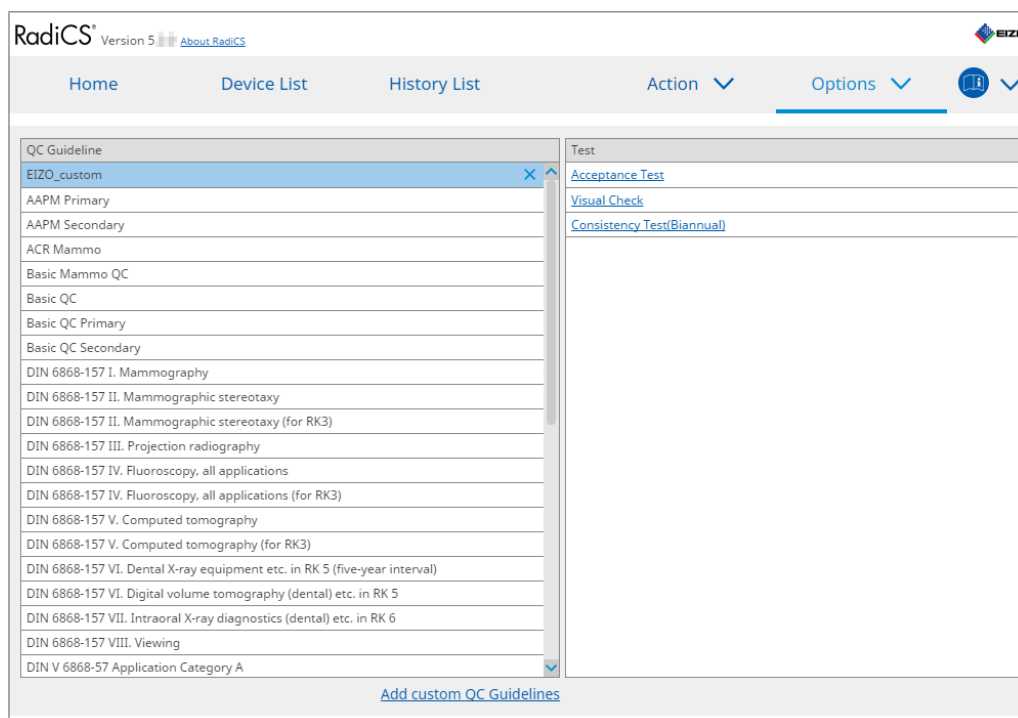 RadiCS® Version 5. About RadiCS
EIZ
Home Device List History List Action Options
QC Guideline
EIZO_custom
AAPM Primary
AAPM Secondary
ACR Mammo
Basic Mammo QC
Basic QC
Basic QC Primary
Basic QC Secondary
DIN 6868-157 I. Mammography
DIN 6868-157 II. Mammographic stereotaxy
DIN 6868-157 II. Mammographic stereotaxy (for RK3)
DIN 6868-157 III. Projection radiography
DIN 6868-157 IV. Fluoroscopy, all applications
DIN 6868-157 IV. Fluoroscopy, all applications (for RK3)
DIN 6868-157 V. Computed tomography
DIN 6868-157 V. Computed tomography (for RK3)
DIN 6868-157 VI. Dental X-ray equipment etc. in RK 5 (five-year interval)
DIN 6868-157 VI. Digital volume tomography (dental) etc. in RK 5
DIN 6868-157 VII. Intraoral X-ray diagnostics (dental) etc. in RK 6
DIN 6868-157 VIII. Viewing
DIN V 6868-57 Application Category A
Test
Acceptance Test
Visual Check
Consistency Test(Biannual)
Add custom QC Guidelines